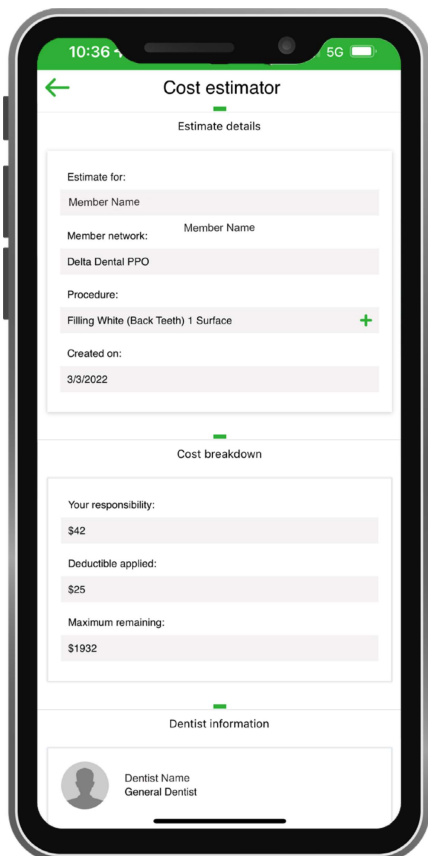 10:36
5G
Cost estimator
Estimate details
Estimate for:
Member Name
Member Name
Member network:
Delta Dental PPO
Procedure:
Filling White (Back Teeth) 1 Surface
Created on:
3/3/2022
Cost breakdown
Your responsibility:
$42
Deductible applied:
$25
Maximum remaining:
$1932
Dentist information
Dentist Name
General Dentist